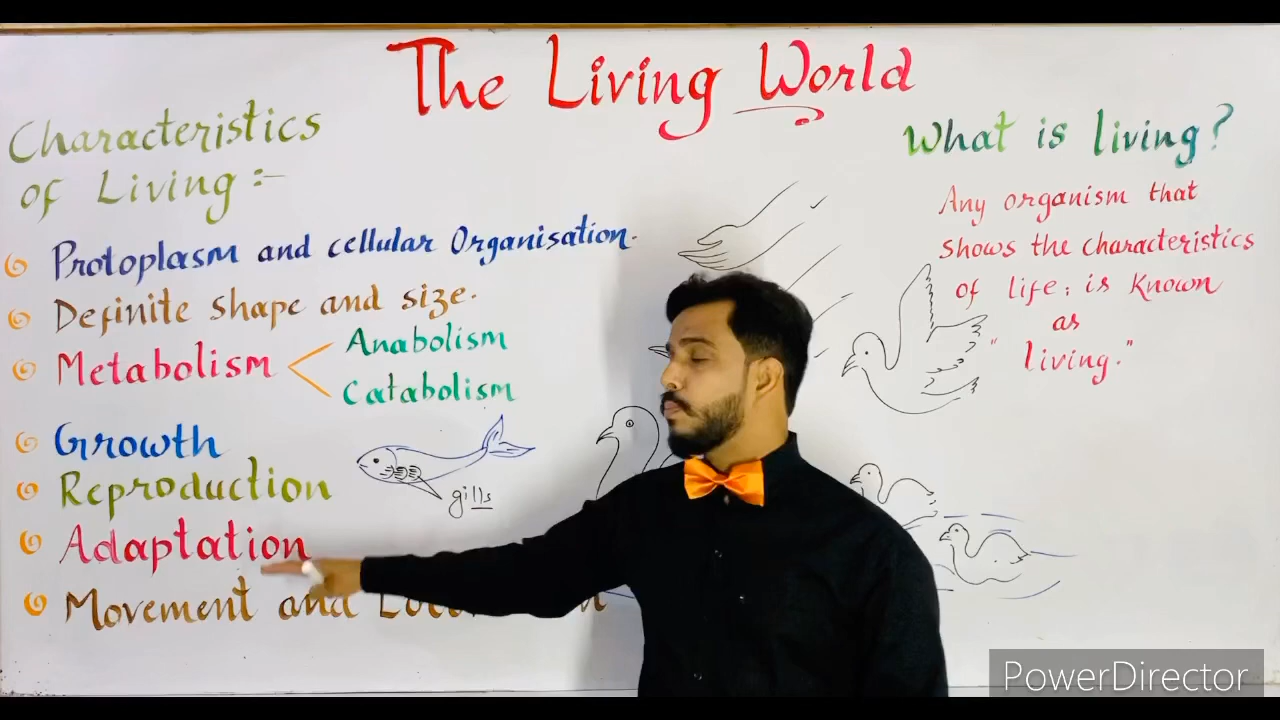 The Living World
Characteristics
of Living :-
Protoplasm and cellular Organisation.
Definite shape and size.
Metabolism
Anabolism
Catabolism
Growth
Reproduction
Adaptation
Movement and
gills
What is living?
Any organism that
shows the characteristics
of life, is known
as
" living."
PowerDirector